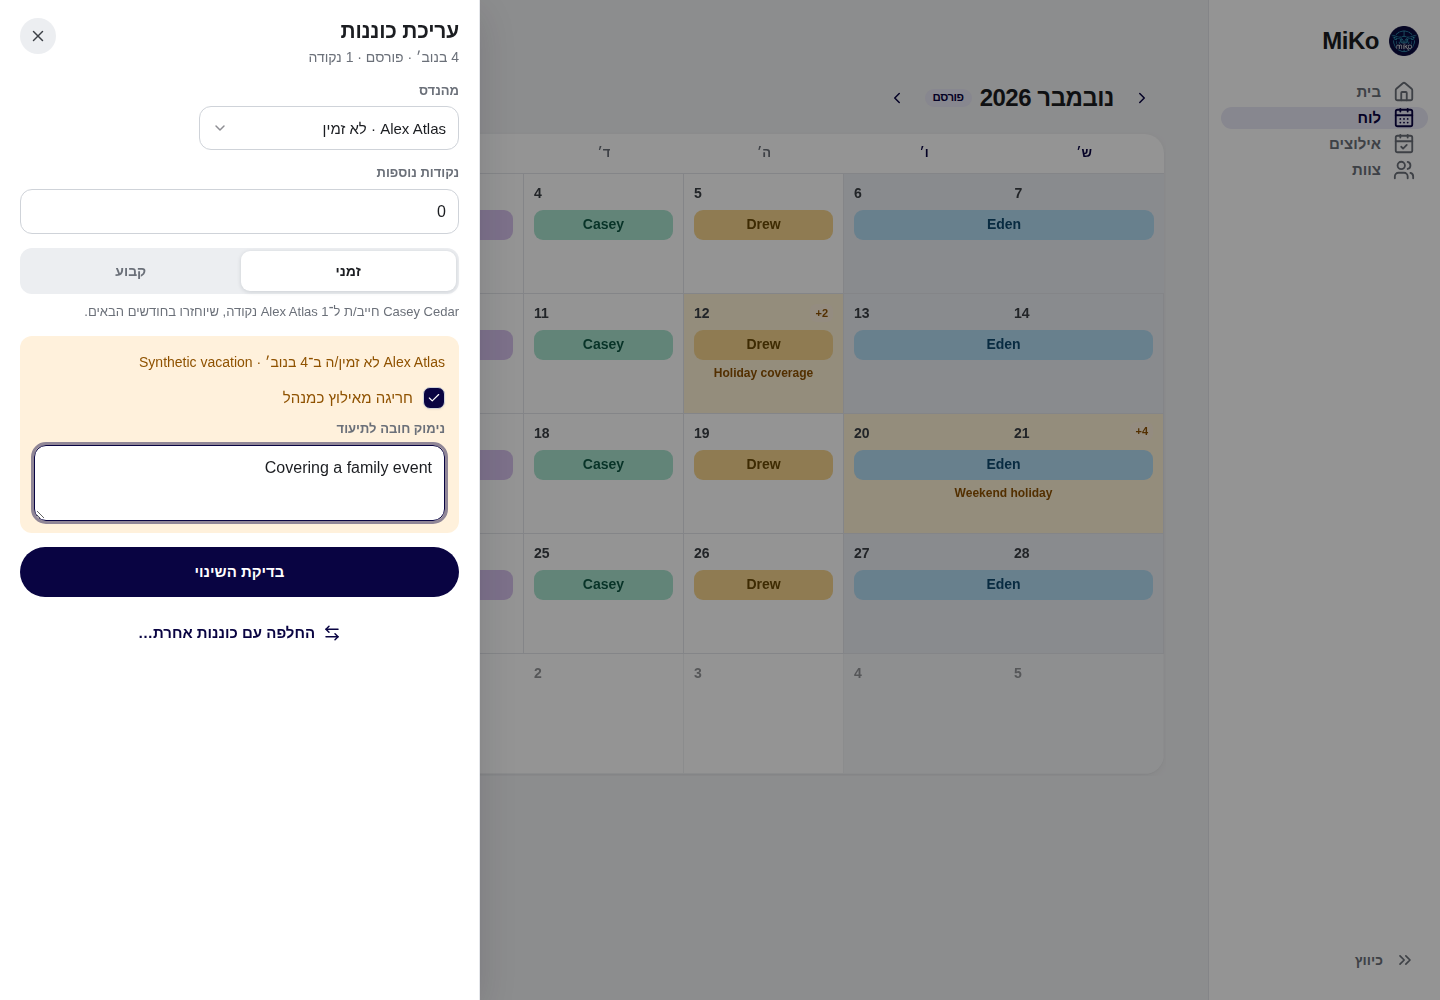 עריכת כוננות
4 בנוב׳ · פורסם · 1 נקודה
מהנדס
Alex Atlas · לא זמין
נקודות נוספות
0
זמני
קבוע
Casey Cedar חייב/ת ל־Alex Atlas 1 נקודה, שיוחזרו בחודשים הבאים.
Alex Atlas לא זמין/ה ב־4 בנוב׳ · Synthetic vacation
חריגה מאילוץ כמנהל
נימוק חובה לתיעוד
Covering a family event
בדיקת השינוי
החלפה עם כוננות אחרת…
MiKo
בית
לוח
אילוצים
צוות
כיווץ
נובמבר 2026 פורסם
ד׳ ה׳ ו׳ ש׳
4 5 6 7
Casey Drew Eden
11 12 +2 13 14
Casey Drew Eden
Holiday coverage
18 19 20 21 +4
Casey Drew Eden
Weekend holiday
25 26 27 28
Casey Drew Eden
2 3 4 5